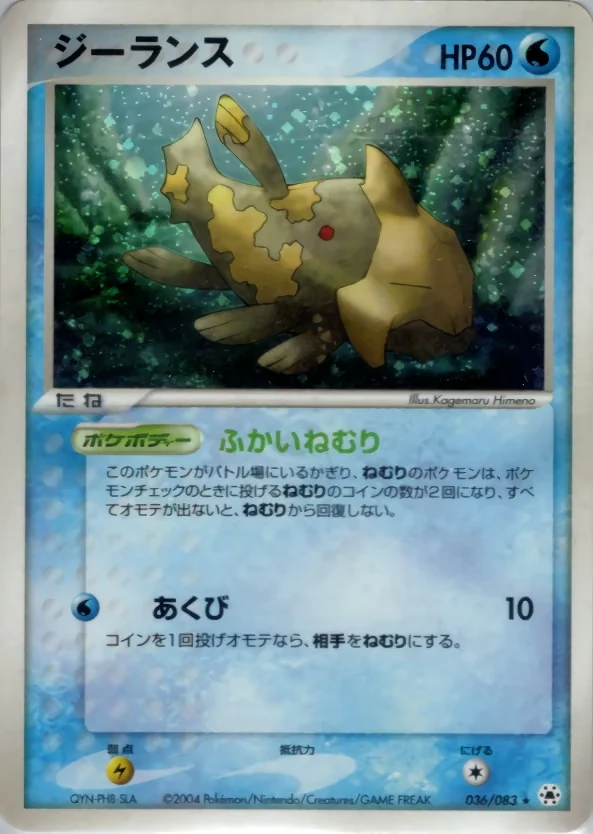 ジーランス HP60
たね Illus. Kagemaru Himeno
ポケボディー ふかいねむり
このポケモンがバトル場にいるかぎり、ねむりのポケモンは、ポケ
モンチェックのときに投げるねむりのコインの数が2回になり、すべ
てオモテが出ないと、ねむりから回復しない。
あくび 10
コインを1回投げオモテなら、相手をねむりにする。
弱点 抵抗力 にげる
QYN-PH8-SLA ©2004 Pokémon/Nintendo/Creatures/GAME FREAK 036/083 ★